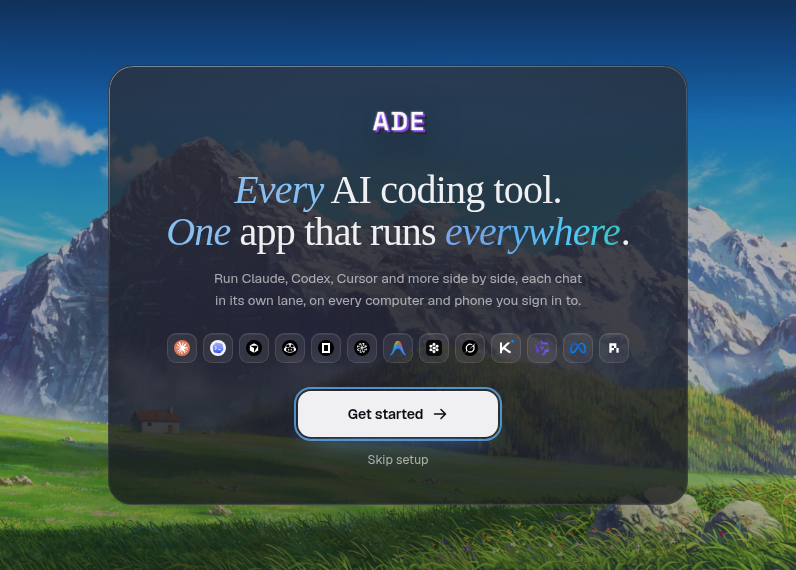 ADE
Every AI coding tool.
One app that runs everywhere.
Run Claude, Codex, Cursor and more side by side, each chat
in its own lane, on every computer and phone you sign in to.
Get started →
Skip setup